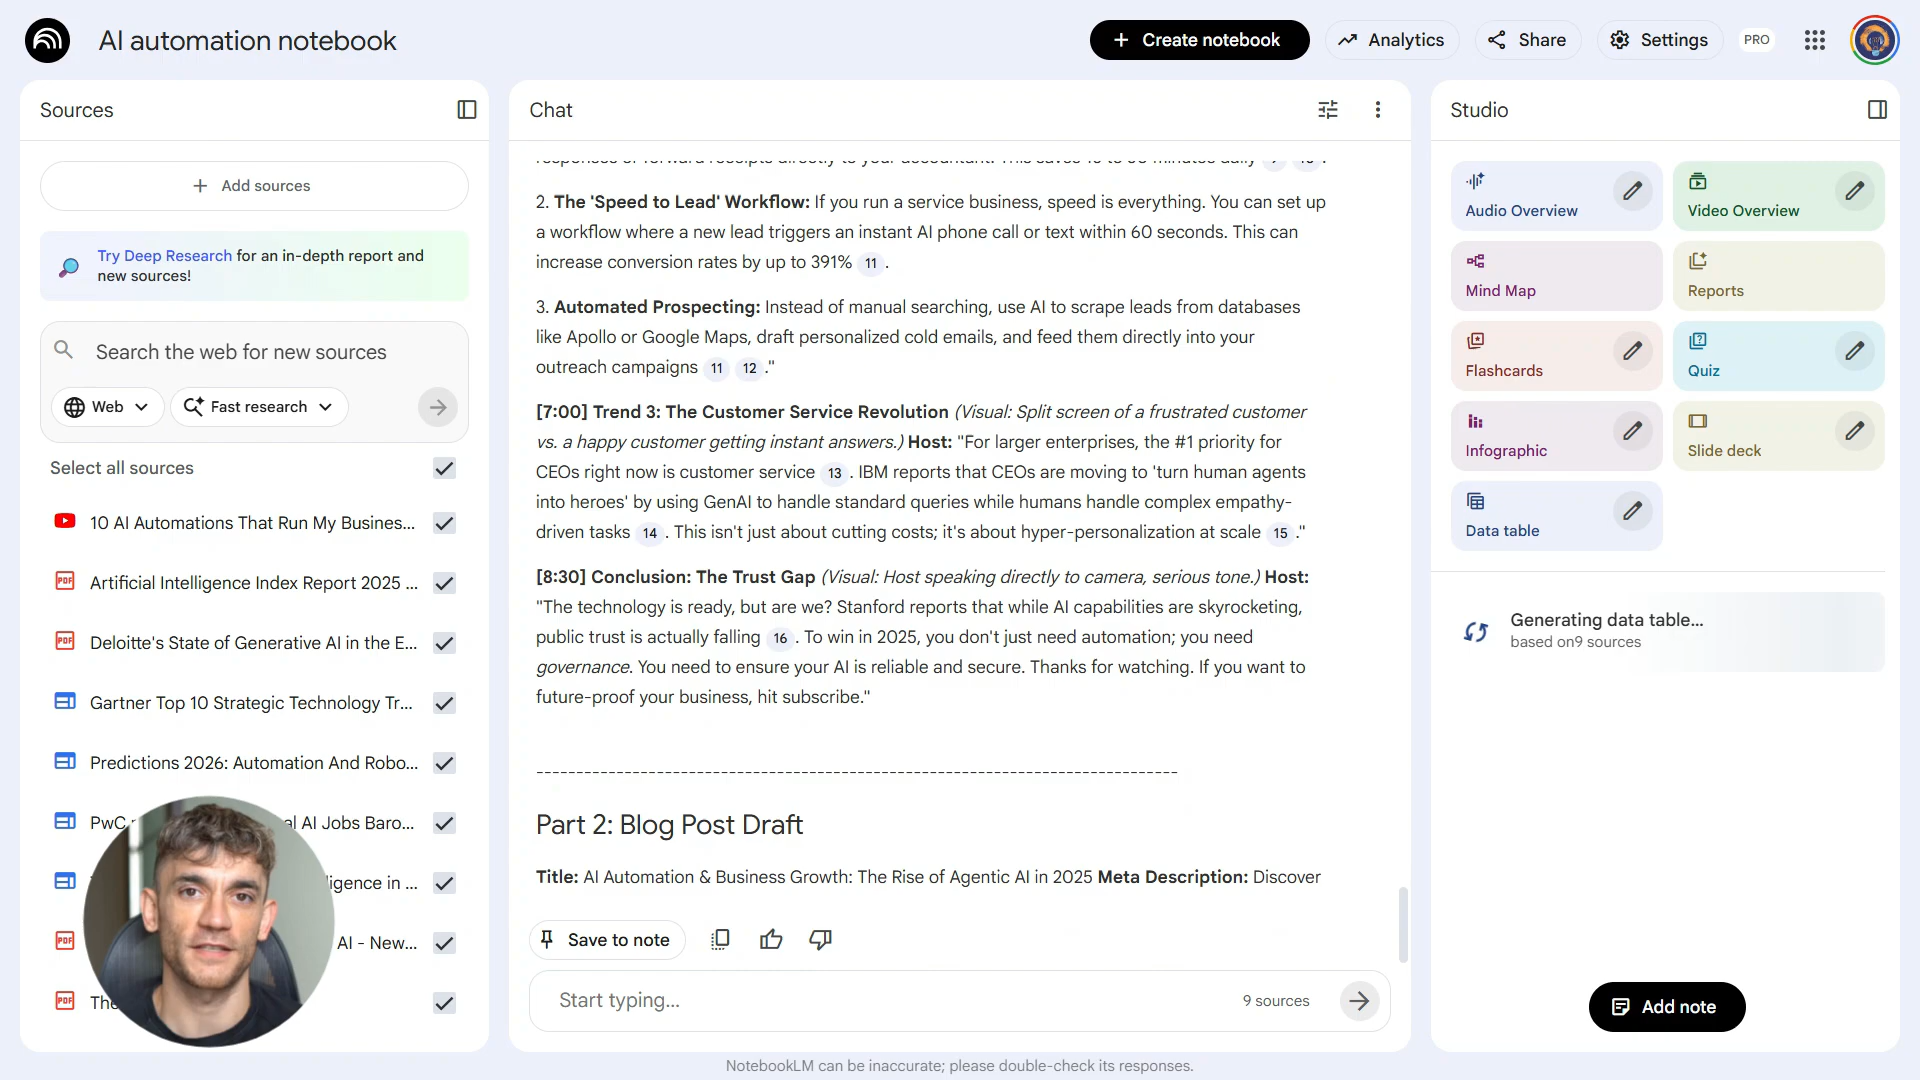 AI automation notebook
Create notebook
Analytics
Share
Settings
PRO
Sources
Add sources
Try Deep Research for an in-depth report and
new sources!
Search the web for new sources
Web
Fast research
Select all sources
10 AI Automations That Run My Busines...
Artificial Intelligence Index Report 2025 ...
Deloitte's State of Generative AI in the E...
Gartner Top 10 Strategic Technology Tr...
Predictions 2026: Automation And Robo...
PwC al AI Jobs Baro...
ligence in ...
AI - New...
The
Chat
responses or forward receipts directly to your accountant. This saves
2. The 'Speed to Lead' Workflow: If you run a service business, speed is everything. You can set up
a workflow where a new lead triggers an instant AI phone call or text within 60 seconds. This can
increase conversion rates by up to 391% 11 .
3. Automated Prospecting: Instead of manual searching, use AI to scrape leads from databases
like Apollo or Google Maps, draft personalized cold emails, and feed them directly into your
outreach campaigns 11 12 ."
[7:00] Trend 3: The Customer Service Revolution (Visual: Split screen of a frustrated customer
vs. a happy customer getting instant answers.) Host: "For larger enterprises, the #1 priority for
CEOs right now is customer service 13 . IBM reports that CEOs are moving to 'turn human agents
into heroes' by using GenAI to handle standard queries while humans handle complex empathy-
driven tasks 14 . This isn't just about cutting costs; it's about hyper-personalization at scale 15 ."
[8:30] Conclusion: The Trust Gap (Visual: Host speaking directly to camera, serious tone.) Host:
"The technology is ready, but are we? Stanford reports that while AI capabilities are skyrocketing,
public trust is actually falling 16 . To win in 2025, you don't just need automation; you need
governance. You need to ensure your AI is reliable and secure. Thanks for watching. If you want to
future-proof your business, hit subscribe."
--------------------------------------------------------------------------------
Part 2: Blog Post Draft
Title: AI Automation & Business Growth: The Rise of Agentic AI in 2025 Meta Description: Discover
Save to note
Start typing...
9 sources
NotebookLM can be inaccurate; please double-check its responses.
Studio
Audio Overview
Video Overview
Mind Map
Reports
Flashcards
Quiz
Infographic
Slide deck
Data table
Generating data table...
based on9 sources
Add note